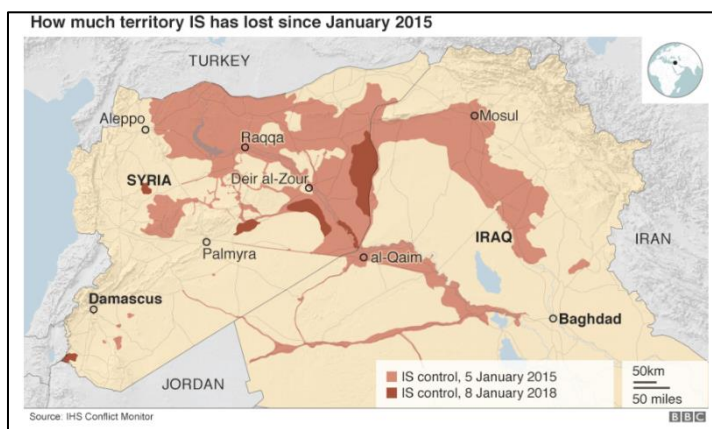 How much territory IS has lost since January 2015
TURKEY
Aleppo
Mosul
Raqqa
Deir al-Zour
SYRIA
IRAQ
IRAN
Palmyra
al-Qaim
Damascus
Baghdad
JORDAN
IS control, 5 January 2015
IS control, 8 January 2018
50km
50 miles
Source: IHS Conflict Monitor
BBC